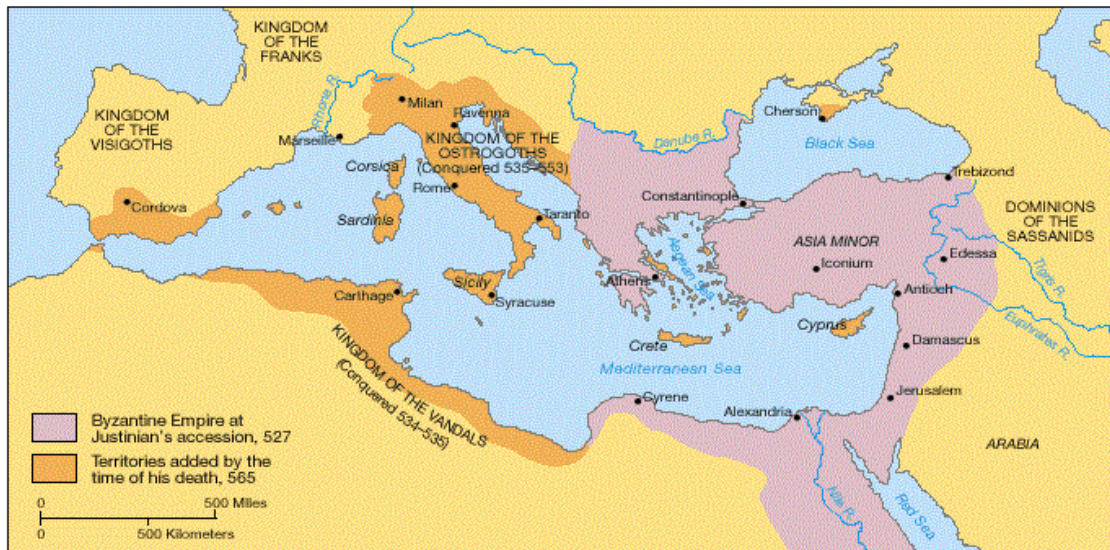 KINGDOM
OF THE
FRANKS
KINGDOM
OF THE
VISIGOTHS
Rhone R.
Milan
Ravenna
KINGDOM OF THE
OSTROGOTHS
(Conquered 535–553)
Marseille
Corsica
Rome
Sardinia
Taranto
Cordova
Danube R.
Cherson
Black Sea
Trebizond
Constantinople
DOMINIONS
OF THE
SASSANIDS
ASIA MINOR
Iconium
Edessa
Tigris R.
Aegean Sea
Athens
Antioch
Euphrates R.
Carthage
Sicily
Syracuse
Cyprus
Crete
Damascus
Mediterranean Sea
KINGDOM OF THE VANDALS
(Conquered 534–535)
Cyrene
Alexandria
Jerusalem
ARABIA
Nile R.
Red Sea
Byzantine Empire at
Justinian's accession, 527
Territories added by the
time of his death, 565
0 500 Miles
0 500 Kilometers